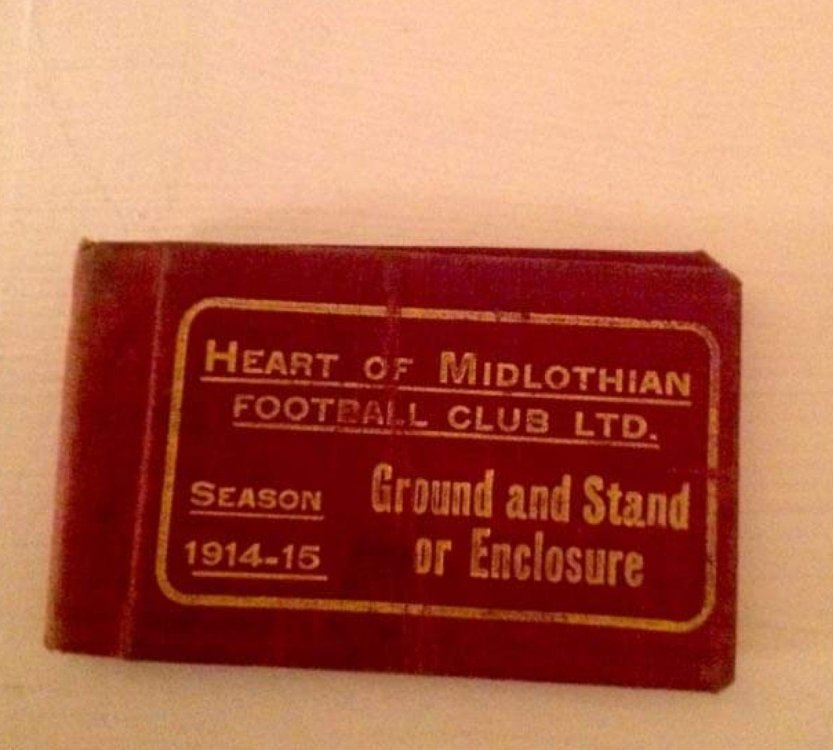 HEART OF MIDLOTHIAN
FOOTBALL CLUB LTD.
SEASON
1914-15
Ground and Stand
or Enclosure